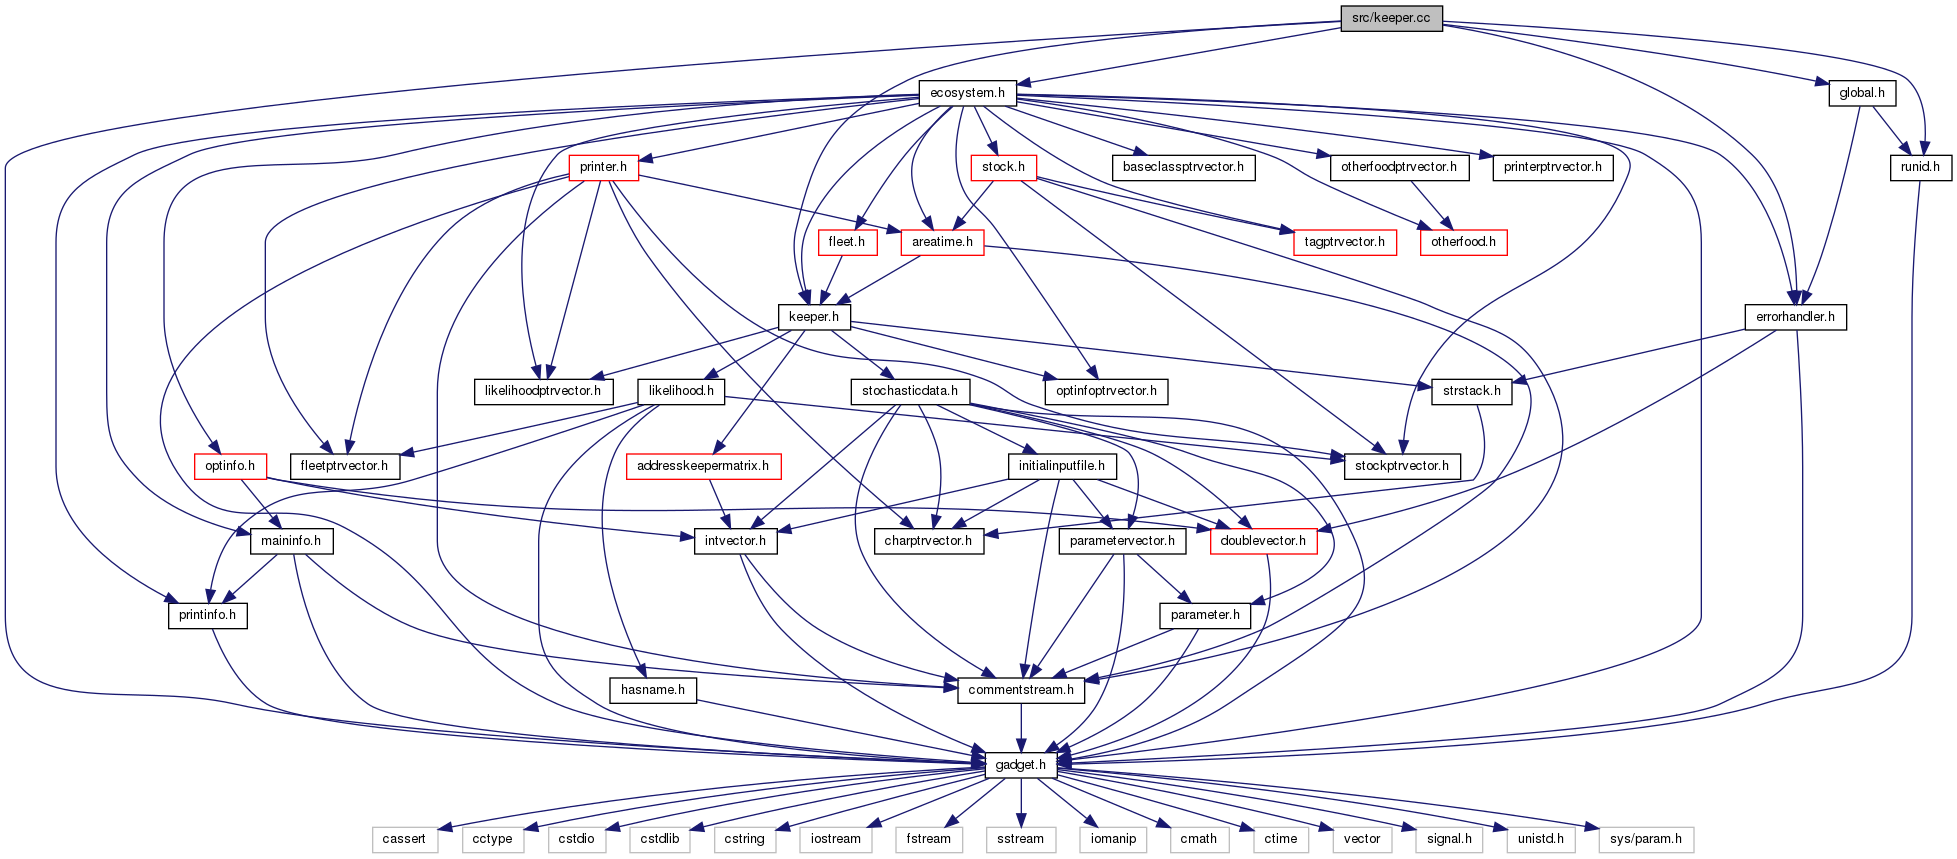 src/keeper.cc
ecosystem.h
global.h
printer.h
stock.h
baseclassptrvector.h
otherfoodptrvector.h
printerptrvector.h
runid.h
fleet.h
areatime.h
tagptrvector.h
otherfood.h
keeper.h
errorhandler.h
likelihoodptrvector.h
likelihood.h
stochasticdata.h
optinfoptrvector.h
strstack.h
optinfo.h
fleetptrvector.h
addresskeepermatrix.h
initialinputfile.h
stockptrvector.h
maininfo.h
intvector.h
charptrvector.h
parametervector.h
doublevector.h
printinfo.h
parameter.h
hasname.h
commentstream.h
gadget.h
cassert
cctype
cstdio
cstdlib
cstring
iostream
fstream
sstream
iomanip
cmath
ctime
vector
signal.h
unistd.h
sys/param.h